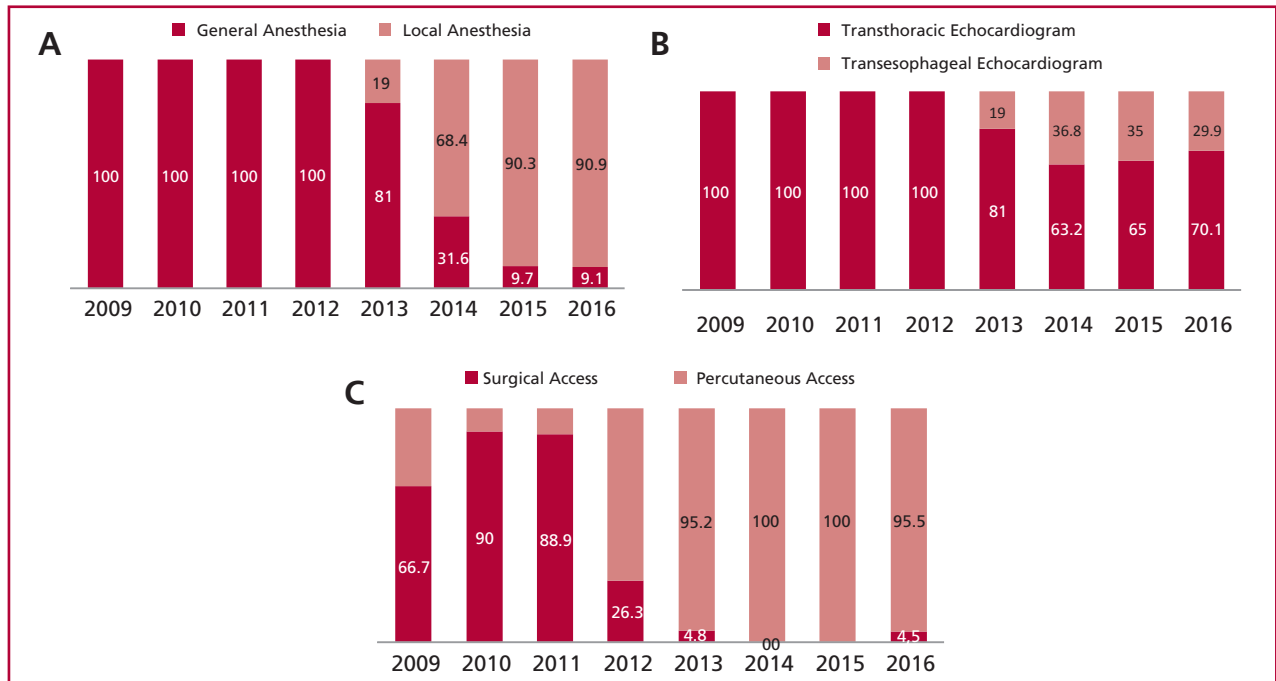 A
General Anesthesia Local Anesthesia
100 100 100 100 81 19 31.6 68.4 9.7 90.3 9.1 90.9
2009 2010 2011 2012 2013 2014 2015 2016
B
Transthoracic Echocardiogram
Transesophageal Echocardiogram
100 100 100 100 81 19 63.2 36.8 65 35 70.1 29.9
2009 2010 2011 2012 2013 2014 2015 2016
C
Surgical Access Percutaneous Access
66.7 90 88.9 26.3 4.8 95.2 00 100 100 4,5 95.5
2009 2010 2011 2012 2013 2014 2015 2016